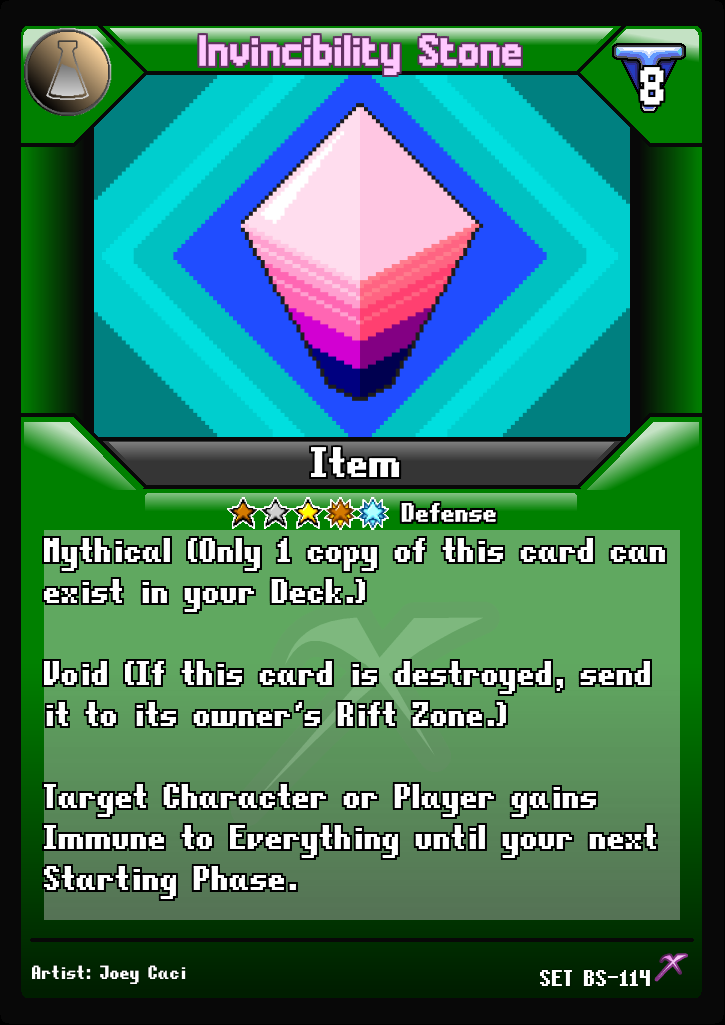 Invincibility Stone
8
Item
Defense
Mythical (Only 1 copy of this card can
exist in your Deck.)
Void (If this card is destroyed, send
it to its owner's Rift Zone.)
Target Character or Player gains
Immune to Everything until your next
Starting Phase.
Artist: Joey Caci
SET BS-114